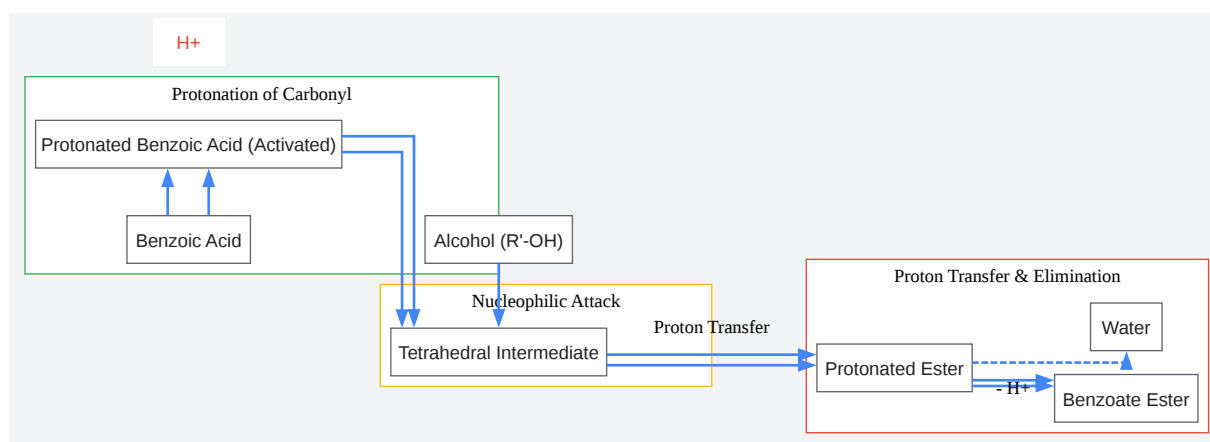 H+
Protonation of Carbonyl
Protonated Benzoic Acid (Activated)
Benzoic Acid
Alcohol (R'-OH)
Nucleophilic Attack
Tetrahedral Intermediate
Proton Transfer
Proton Transfer & Elimination
Water
Protonated Ester
- H+
Benzoate Ester